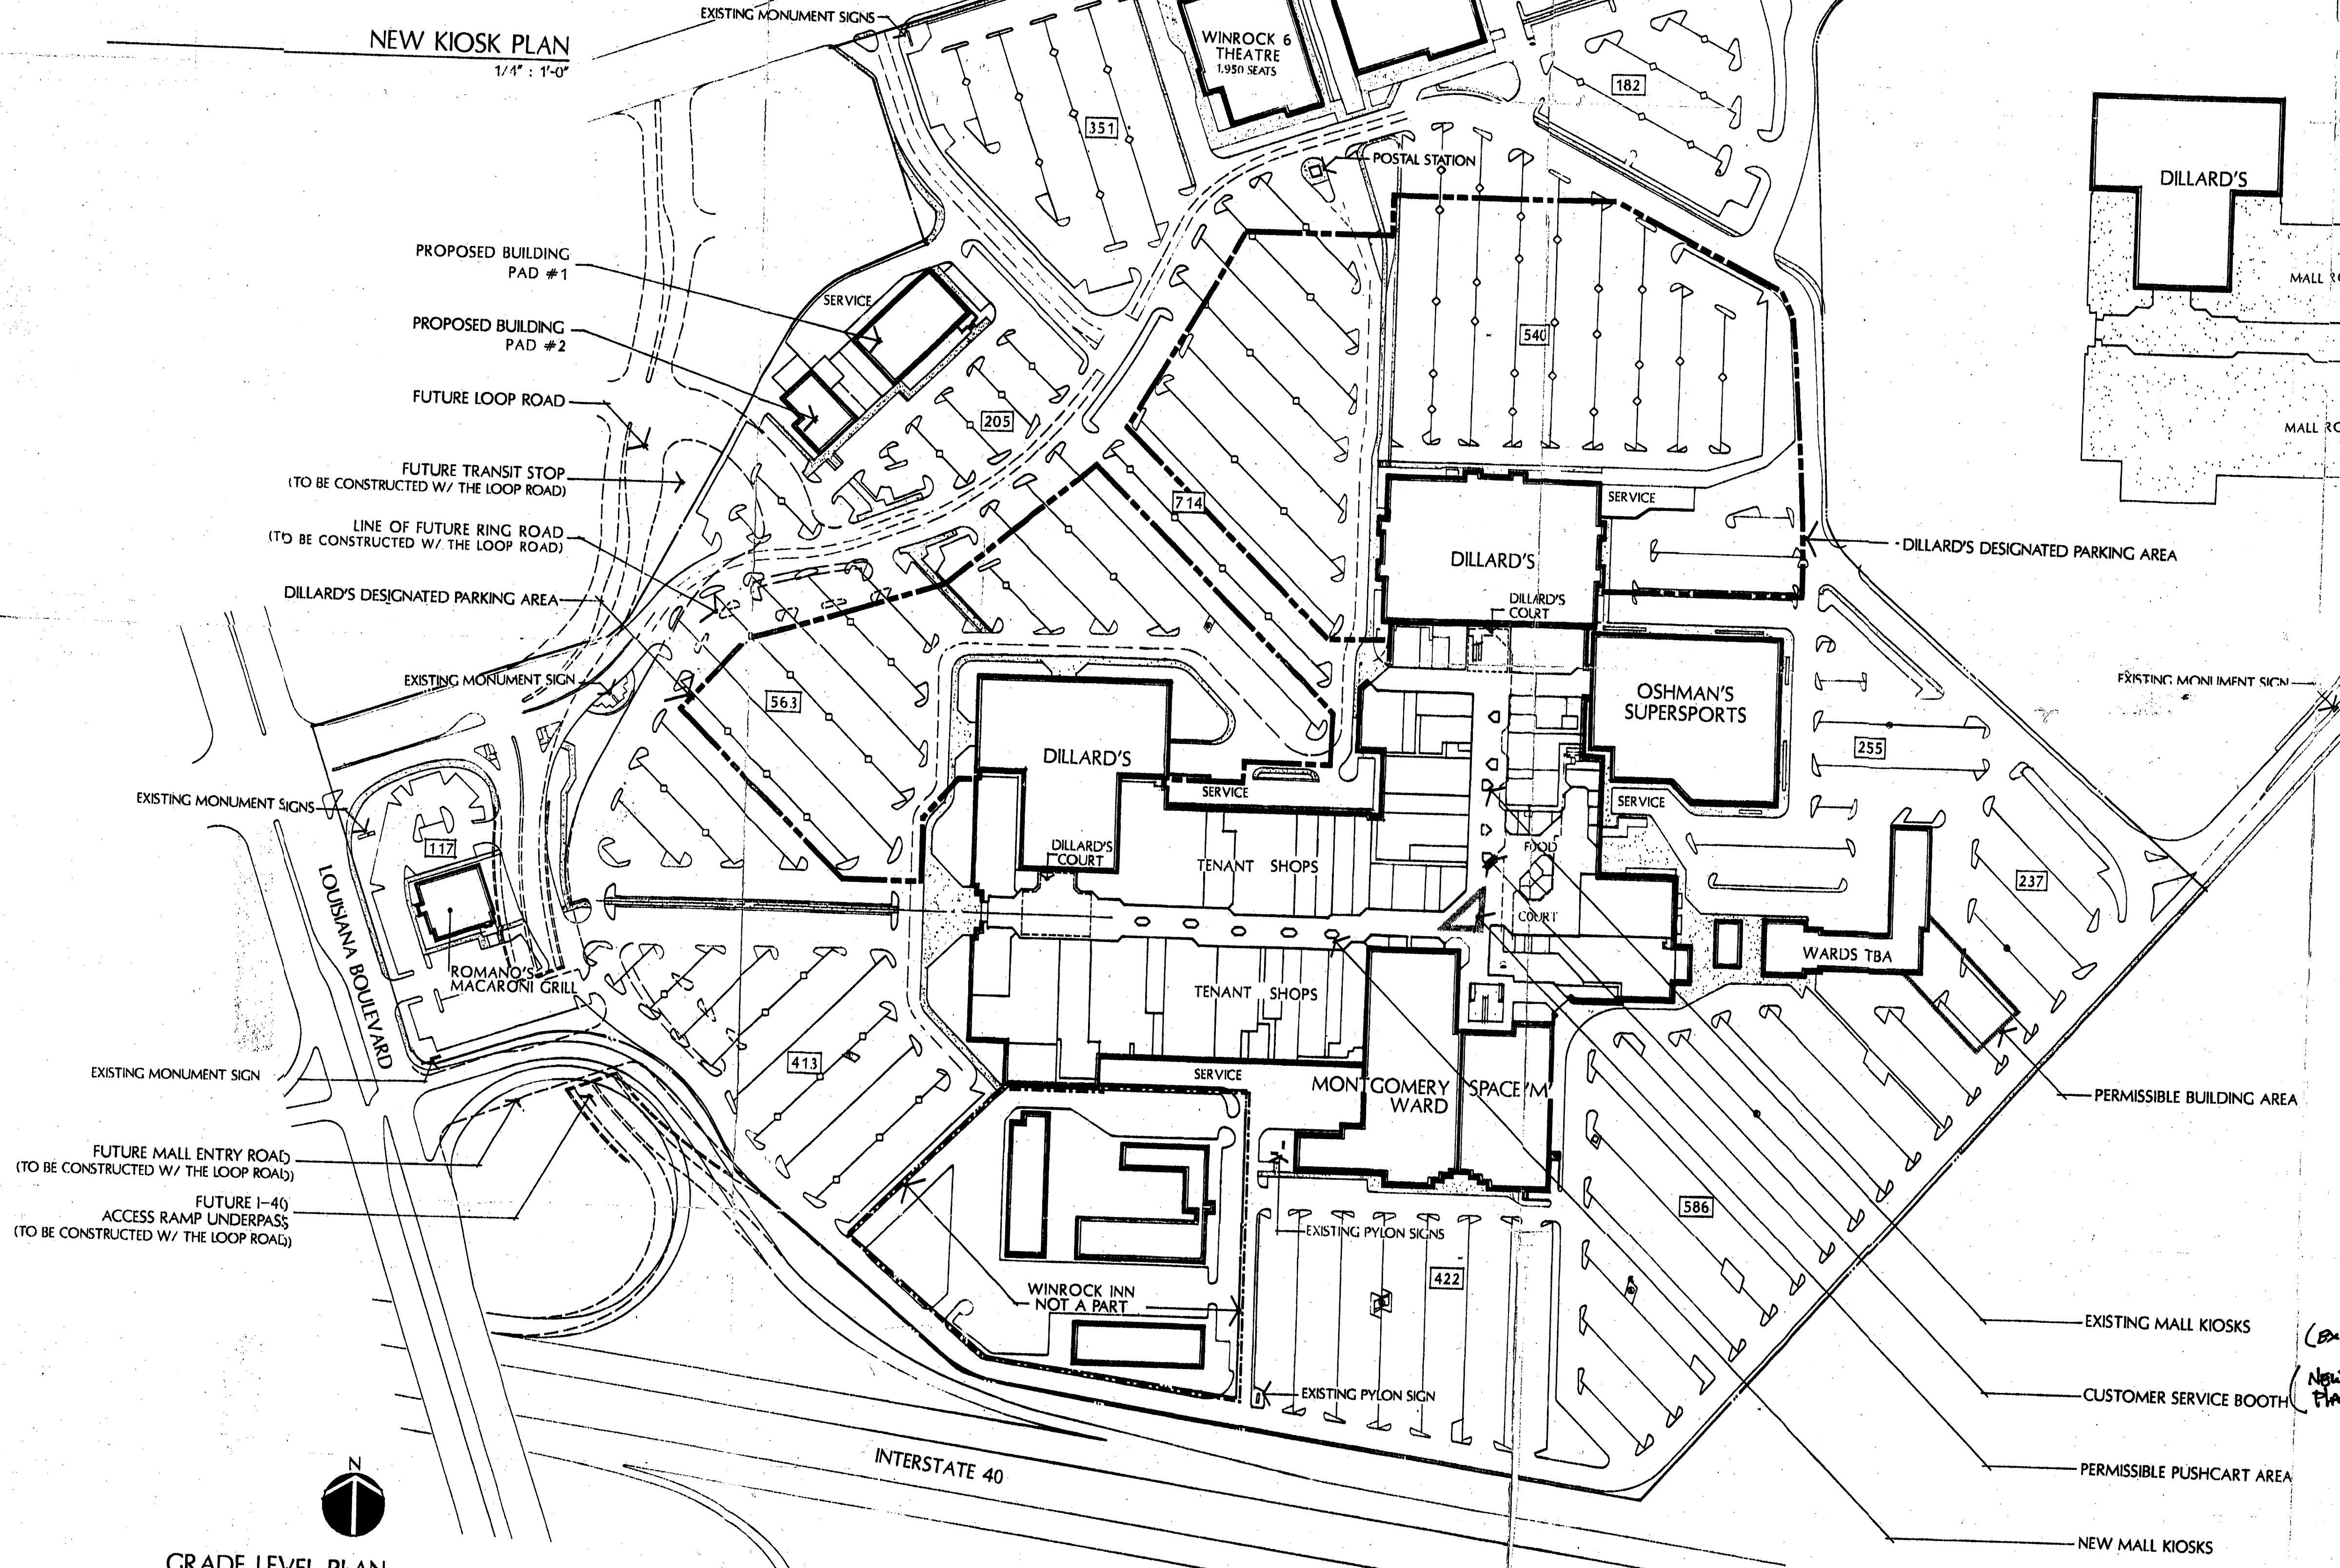 EXISTING MONUMENT SIGNS
NEW KIOSK PLAN
1/4" : 1'-0"
WINROCK 6
THEATRE
1,950 SEATS
182
351
POSTAL STATION
DILLARD'S
PROPOSED BUILDING
PAD #1
SERVICE
MALL
PROPOSED BUILDING
PAD #2
540
FUTURE LOOP ROAD
205
MALL
FUTURE TRANSIT STOP
(TO BE CONSTRUCTED W/ THE LOOP ROAD)
714
SERVICE
LINE OF FUTURE RING ROAD
(TO BE CONSTRUCTED W/ THE LOOP ROAD)
DILLARD'S
DILLARD'S DESIGNATED PARKING AREA
DILLARD'S DESIGNATED PARKING AREA
DILLARD'S
COURT
EXISTING MONUMENT SIGN
EXISTING MONUMENT SIGN
563
OSHMAN'S
SUPERSPORTS
255
DILLARD'S
SERVICE
SERVICE
EXISTING MONUMENT SIGNS
117
DILLARD'S
COURT
TENANT SHOPS
FOOD
COURT
237
LOUISIANA BOULEVARD
WARDS TBA
ROMANO'S
MACARONI GRILL
TENANT SHOPS
413
EXISTING MONUMENT SIGN
SERVICE
MONTGOMERY
WARD
SPACE 'M'
PERMISSIBLE BUILDING AREA
FUTURE MALL ENTRY ROAD
(TO BE CONSTRUCTED W/ THE LOOP ROAD)
FUTURE I-40
ACCESS RAMP UNDERPASS
(TO BE CONSTRUCTED W/ THE LOOP ROAD)
586
EXISTING PYLON SIGNS
422
WINROCK INN
NOT A PART
EXISTING MALL KIOSKS
EXISTING PYLON SIGN
CUSTOMER SERVICE BOOTH
INTERSTATE 40
PERMISSIBLE PUSHCART AREA
N
NEW MALL KIOSKS
GRADE LEVEL PLAN